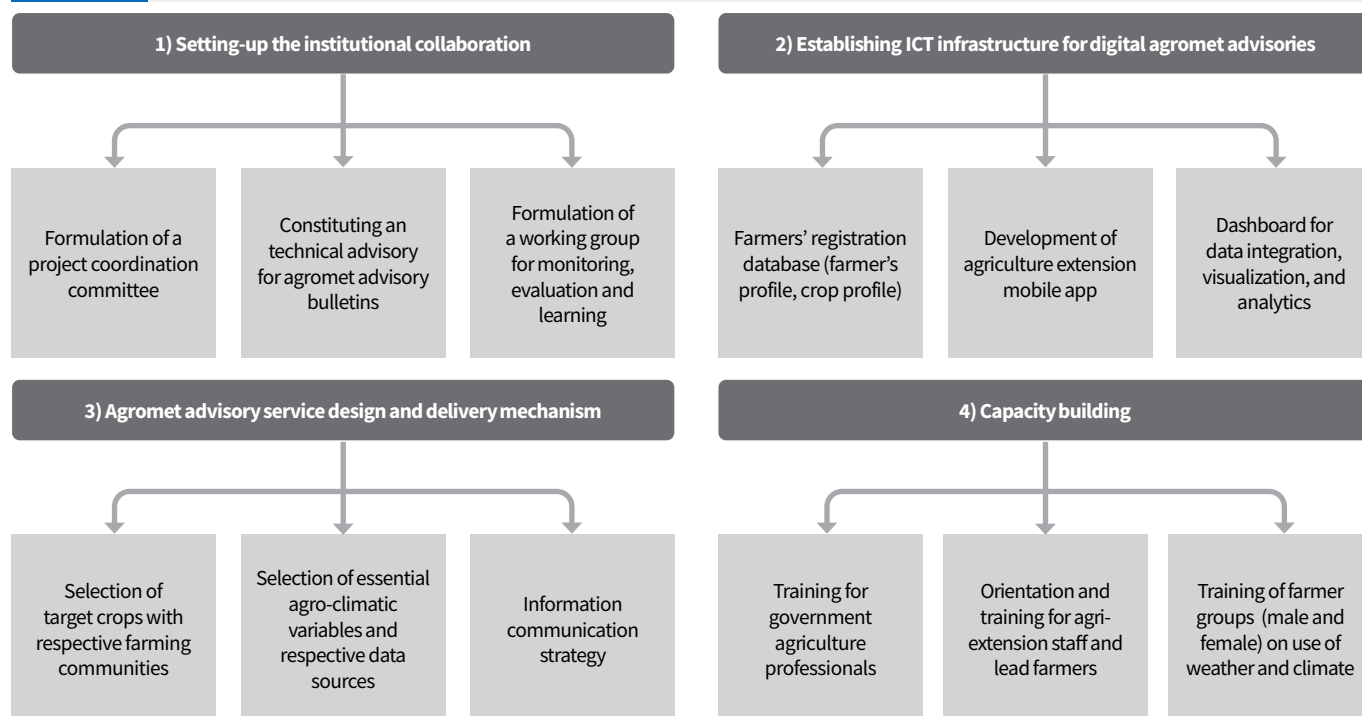 1) Setting-up the institutional collaboration
Formulation of a
project coordination
committee
Constituting an
technical advisory
for agromet advisory
bulletins
Formulation of
a working group
for monitoring,
evaluation and
learning
2) Establishing ICT infrastructure for digital agromet advisories
Farmers’ registration
database (farmer’s
profile, crop profile)
Development of
agriculture extension
mobile app
Dashboard for
data integration,
visualization, and
analytics
3) Agromet advisory service design and delivery mechanism
Selection of
target crops with
respective farming
communities
Selection of essential
agro-climatic
variables and
respective data
sources
Information
communication
strategy
4) Capacity building
Training for
government
agriculture
professionals
Orientation and
training for agri-
extension staff and
lead farmers
Training of farmer
groups (male and
female) on use of
weather and climate